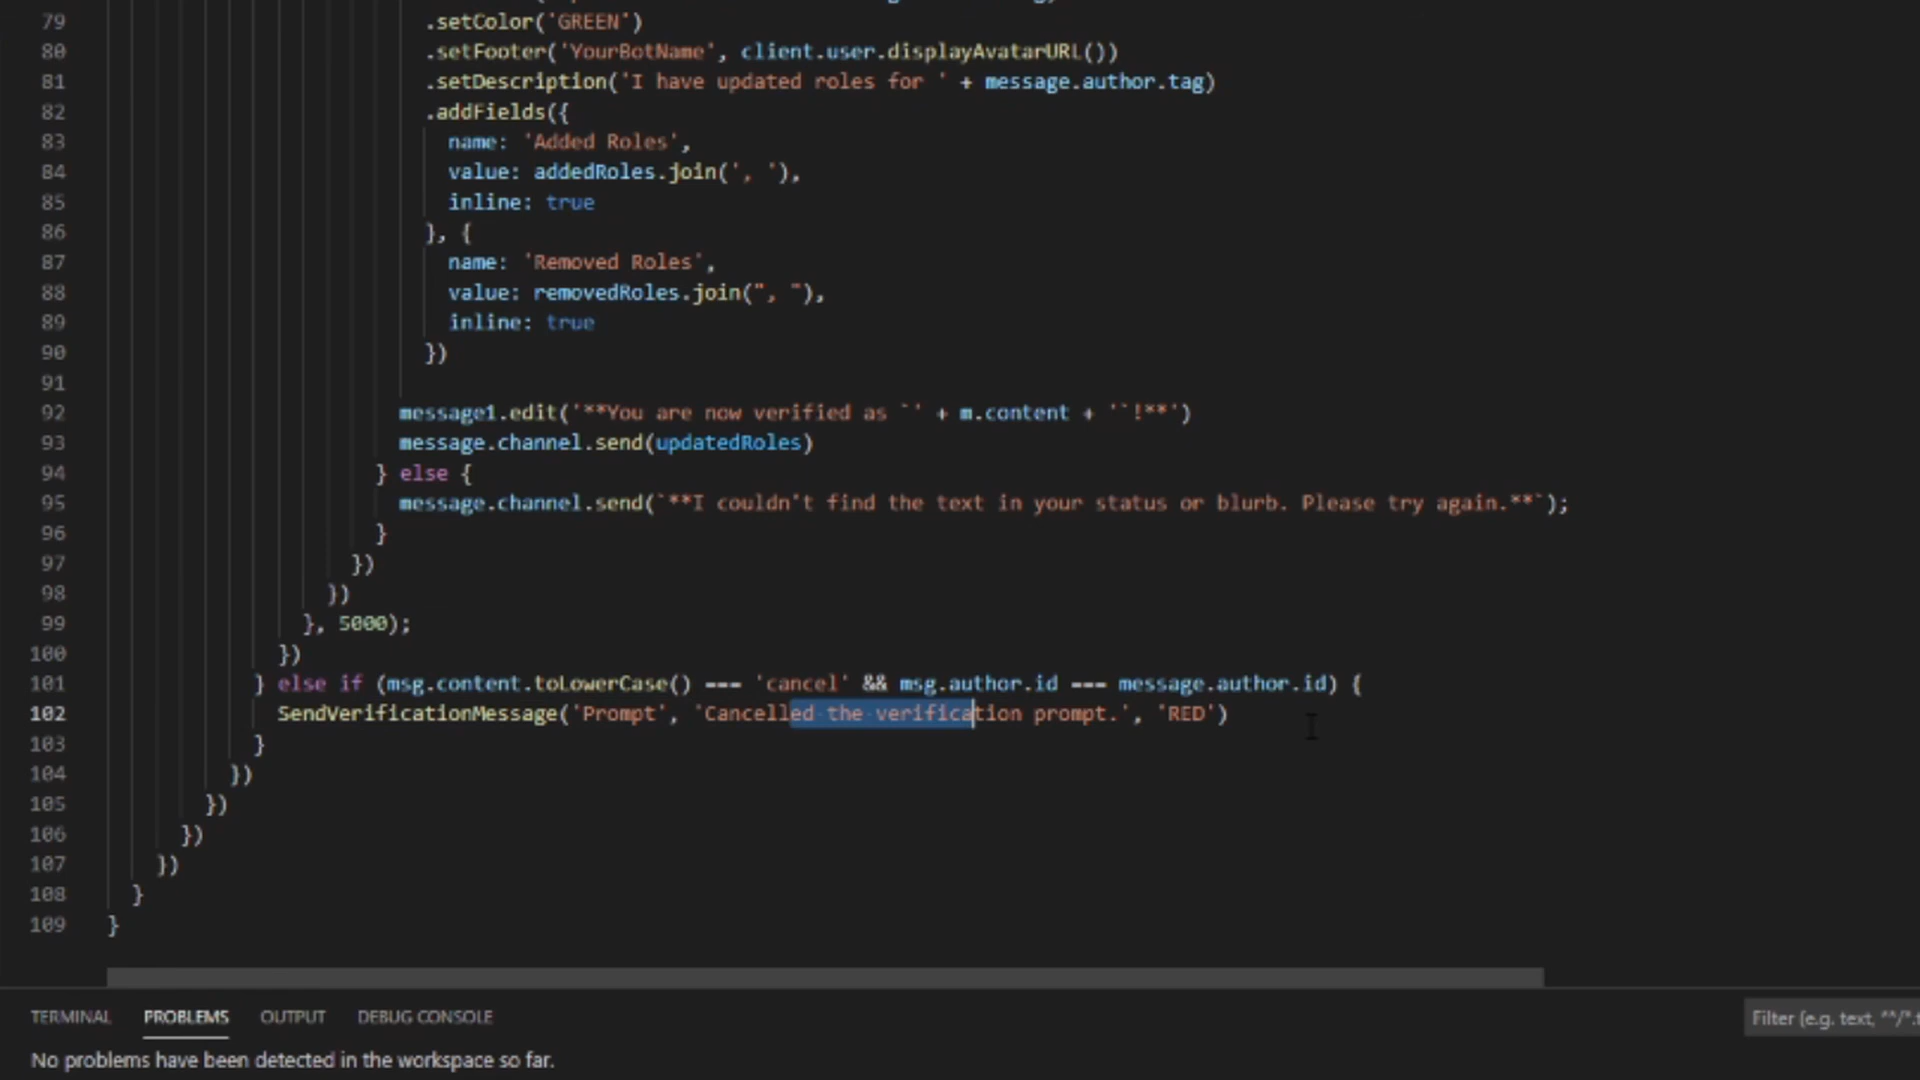 79 .setColor('GREEN')
80 .setFooter('YourBotName', client.user.displayAvatarURL())
81 .setDescription('I have updated roles for ' + message.author.tag)
82 .addFields({
83 name: 'Added Roles',
84 value: addedRoles.join(', '),
85 inline: true
86 }, {
87 name: 'Removed Roles',
88 value: removedRoles.join(", "),
89 inline: true
90 })
91
92 message1.edit('**You are now verified as `' + m.content + '`!**')
93 message.channel.send(updatedRoles)
94 } else {
95 message.channel.send(`**I couldn't find the text in your status or blurb. Please try again.**`);
96 }
97 })
98 })
99 }, 5000);
100 })
101 } else if (msg.content.toLowerCase() === 'cancel' && msg.author.id === message.author.id) {
102 SendVerificationMessage('Prompt', 'Cancelled the verification prompt.', 'RED')
103 }
104 })
105 })
106 })
107 })
108 }
109 }
TERMINAL PROBLEMS OUTPUT DEBUG CONSOLE Filter (e.g. text, **/*.
No problems have been detected in the workspace so far.